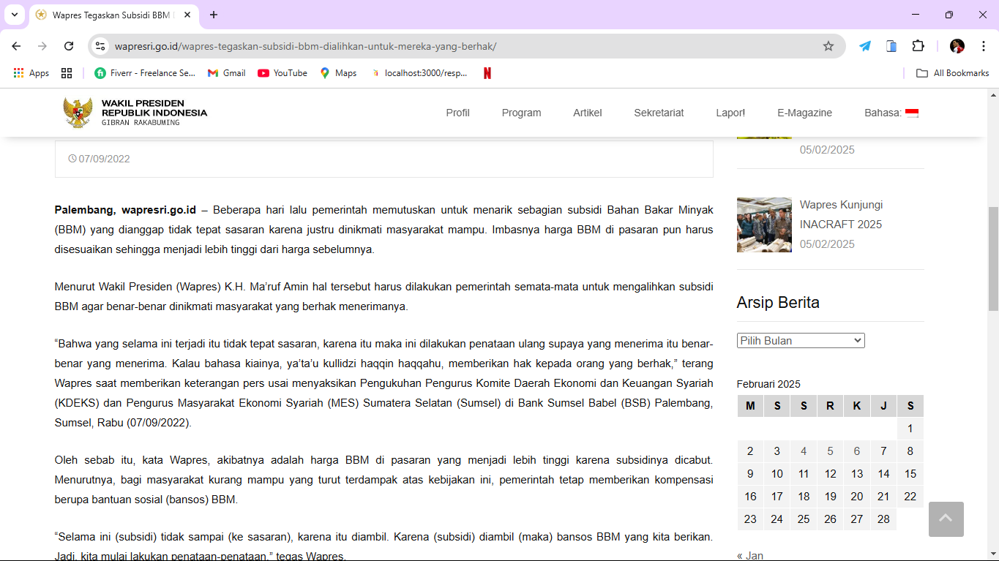 Wapres Tegaskan Subsidi BBM
wapresri.go.id/wapres-tegaskan-subsidi-bbm-dialihkan-untuk-mereka-yang-berhak/
Apps
Fiverr - Freelance Se...
Gmail
YouTube
Maps
localhost:3000/resp...
All Bookmarks
WAKIL PRESIDEN
REPUBLIK INDONESIA
GIBRAN RAKABUMING
Profil
Program
Artikel
Sekretariat
Lapor!
E-Magazine
Bahasa:
07/09/2022
Palembang, wapresri.go.id – Beberapa hari lalu pemerintah memutuskan untuk menarik sebagian subsidi Bahan Bakar Minyak
(BBM) yang dianggap tidak tepat sasaran karena justru dinikmati masyarakat mampu. Imbasnya harga BBM di pasaran pun harus
disesuaikan sehingga menjadi lebih tinggi dari harga sebelumnya.
Menurut Wakil Presiden (Wapres) K.H. Ma’ruf Amin hal tersebut harus dilakukan pemerintah semata-mata untuk mengalihkan subsidi
BBM agar benar-benar dinikmati masyarakat yang berhak menerimanya.
“Bahwa yang selama ini terjadi itu tidak tepat sasaran, karena itu maka ini dilakukan penataan ulang supaya yang menerima itu benar-
benar yang menerima. Kalau bahasa kiainya, ya’ta’u kullidzi haqqin haqqahu, memberikan hak kepada orang yang berhak,” terang
Wapres saat memberikan keterangan pers usai menyaksikan Pengukuhan Pengurus Komite Daerah Ekonomi dan Keuangan Syariah
(KDEKS) dan Pengurus Masyarakat Ekonomi Syariah (MES) Sumatera Selatan (Sumsel) di Bank Sumsel Babel (BSB) Palembang,
Sumsel, Rabu (07/09/2022).
Oleh sebab itu, kata Wapres, akibatnya adalah harga BBM di pasaran yang menjadi lebih tinggi karena subsidinya dicabut.
Menurutnya, bagi masyarakat kurang mampu yang turut terdampak atas kebijakan ini, pemerintah tetap memberikan kompensasi
berupa bantuan sosial (bansos) BBM.
“Selama ini (subsidi) tidak sampai (ke sasaran), karena itu diambil. Karena (subsidi) diambil (maka) bansos BBM yang kita berikan.
Jadi, kita mulai lakukan penataan-penataan,” tegas Wapres.
05/02/2025
Wapres Kunjungi
INACRAFT 2025
05/02/2025
Arsip Berita
Pilih Bulan
Februari 2025
M S S R K J S
1
2 3 4 5 6 7 8
9 10 11 12 13 14 15
16 17 18 19 20 21 22
23 24 25 26 27 28
« Jan